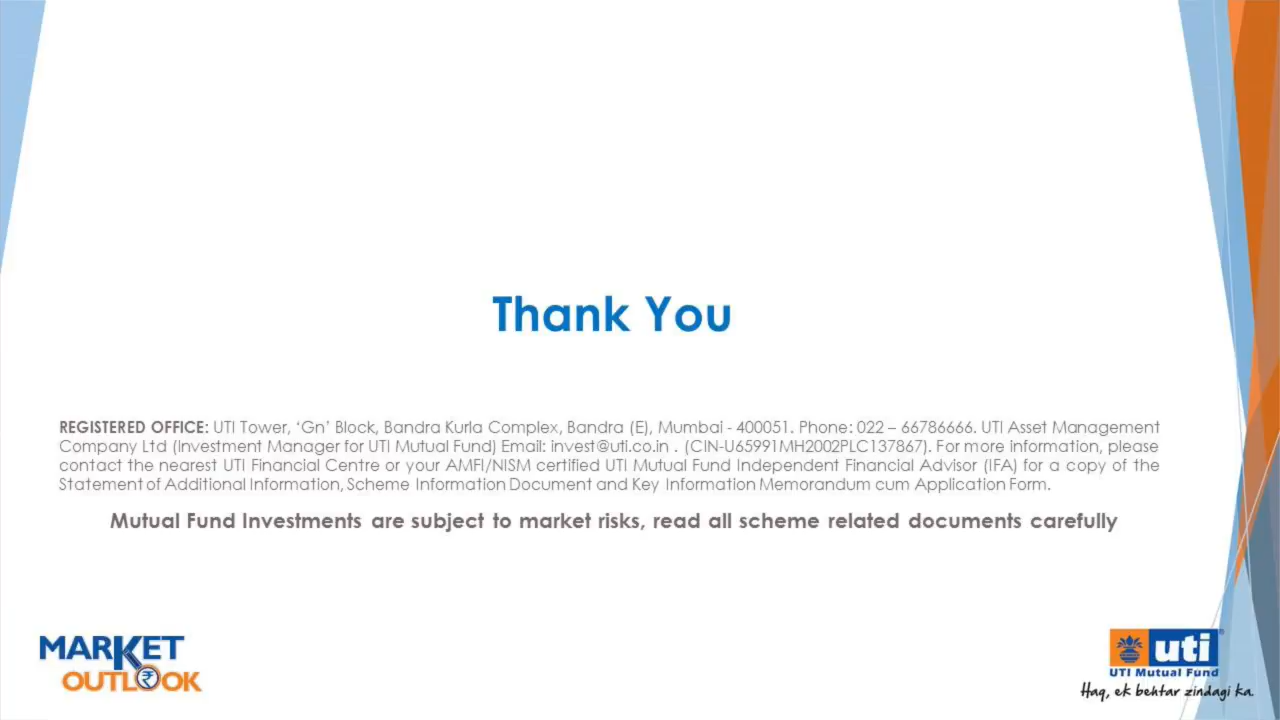 Thank You
REGISTERED OFFICE: UTI Tower, ‘Gn’ Block, Bandra Kurla Complex, Bandra (E), Mumbai - 400051. Phone: 022 – 66786666. UTI Asset Management
Company Ltd (Investment Manager for UTI Mutual Fund) Email: invest@uti.co.in . (CIN-U65991MH2002PLC137867). For more information, please
contact the nearest UTI Financial Centre or your AMFI/NISM certified UTI Mutual Fund Independent Financial Advisor (IFA) for a copy of the
Statement of Additional Information, Scheme Information Document and Key Information Memorandum cum Application Form.
Mutual Fund Investments are subject to market risks, read all scheme related documents carefully
MARKET
OUTLOOK
uti®
UTI Mutual Fund
Haq, ek behtar zindagi ka.